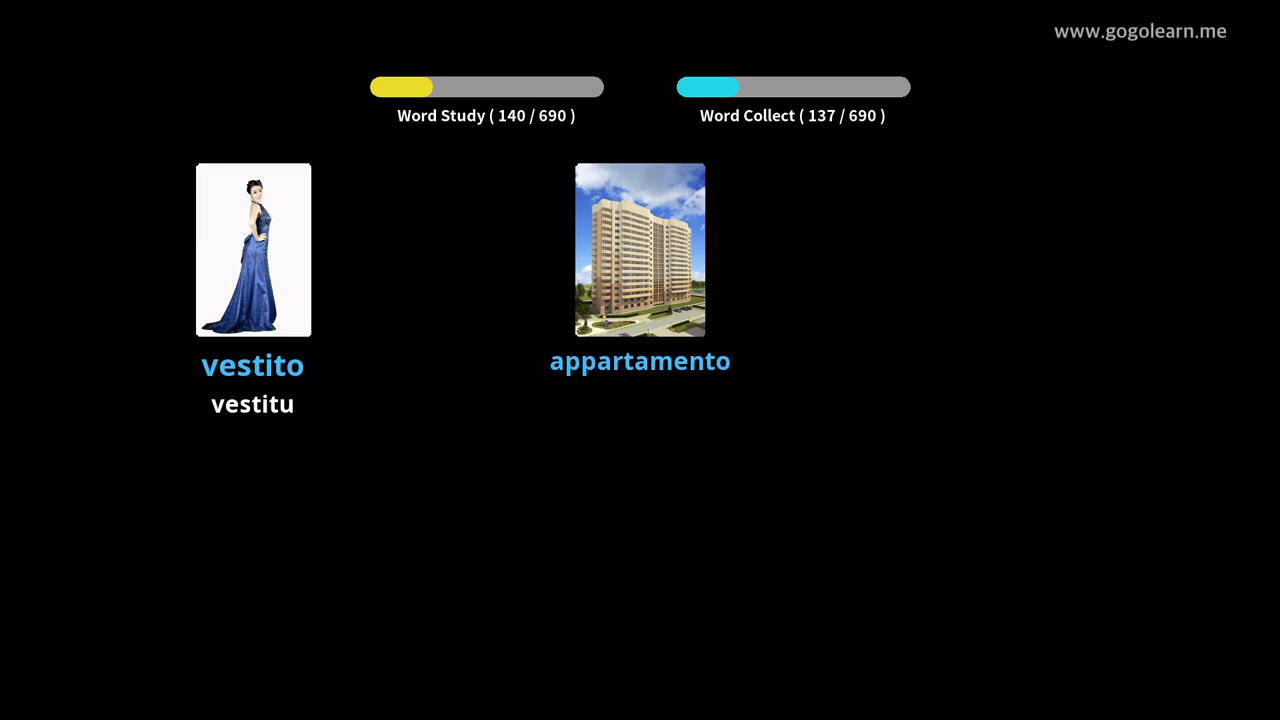 www.gogolearn.me
Word Study ( 140 / 690 )
Word Collect ( 137 / 690 )
vestito
appartamento
vestitu